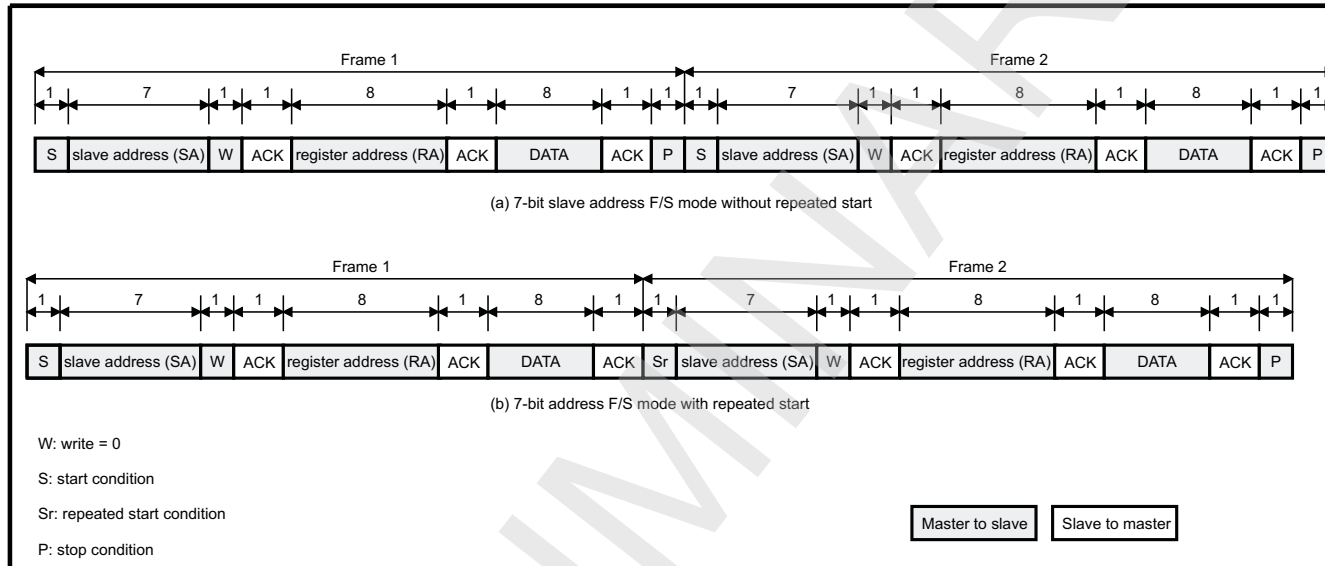 Frame 1 Frame 2
1 7 1 1 8 1 8 1 1 1 7 1 1 8 1 8 1 1
S slave address (SA) W ACK register address (RA) ACK DATA ACK P S slave address (SA) W ACK register address (RA) ACK DATA ACK P
(a) 7-bit slave address F/S mode without repeated start
Frame 1 Frame 2
1 7 1 1 8 1 8 1 1 7 1 1 8 1 8 1 1
S slave address (SA) W ACK register address (RA) ACK DATA ACK Sr slave address (SA) W ACK register address (RA) ACK DATA ACK P
(b) 7-bit address F/S mode with repeated start
W: write = 0
S: start condition
Sr: repeated start condition
Master to slave Slave to master
P: stop condition